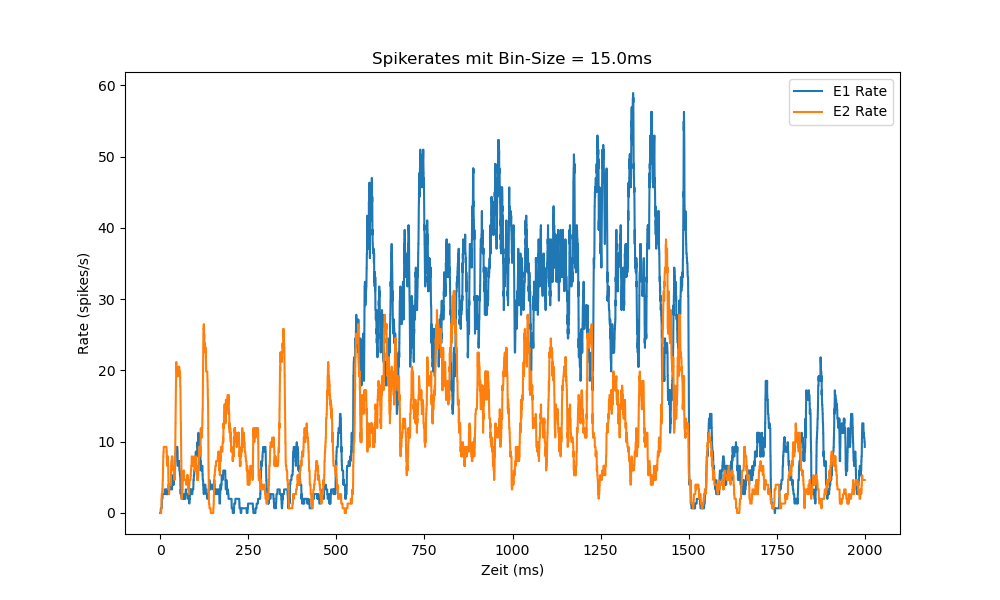 Spikerates mit Bin-Size = 15.0ms
E1 Rate
E2 Rate
60
50
40
30
20
10
0
Rate (spikes/s)
0 250 500 750 1000 1250 1500 1750 2000
Zeit (ms)